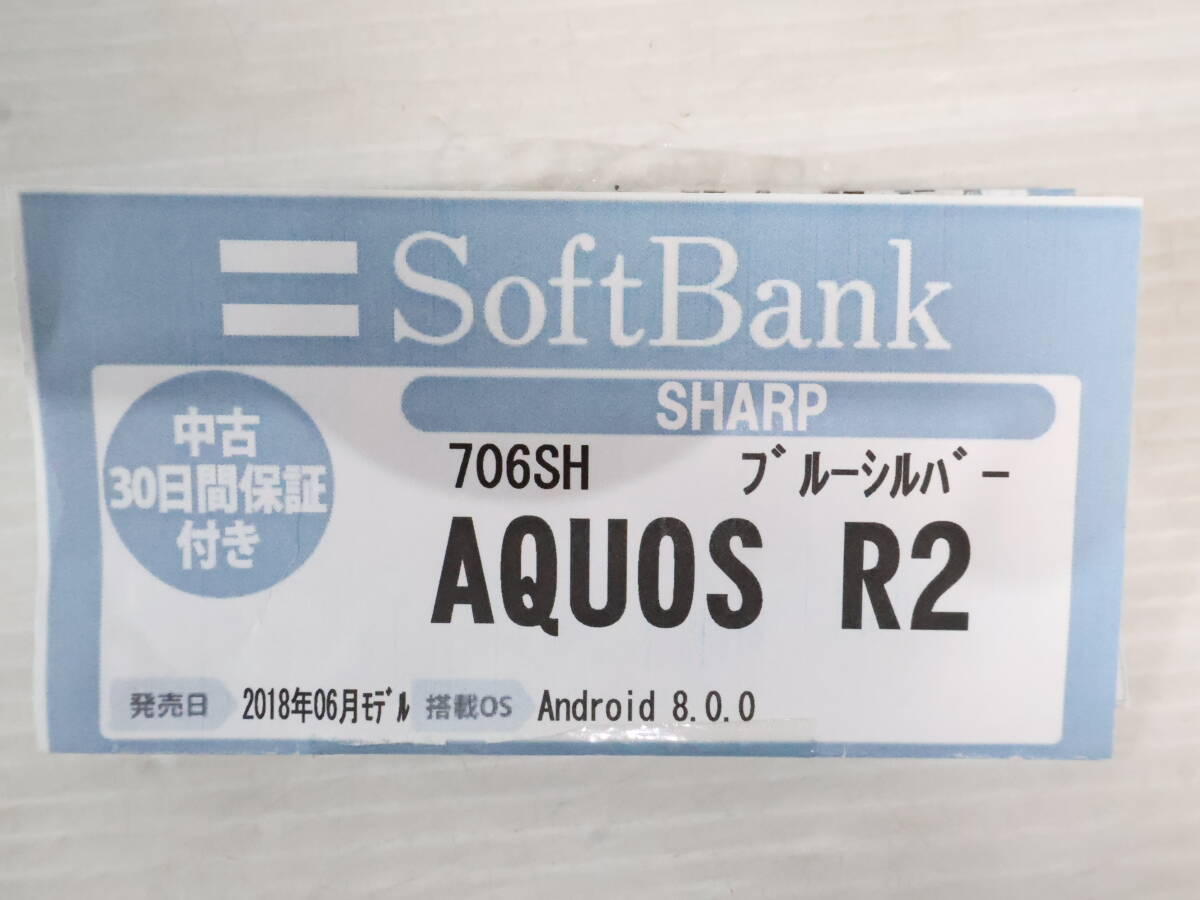 SoftBank
SHARP
中古
30日間保証
付き
706SH ﾌﾞﾙｰｼﾙﾊﾞｰ
AQUOS R2
発売日 2018年06月ﾓﾃﾞﾙ 搭載OS Android 8.0.0